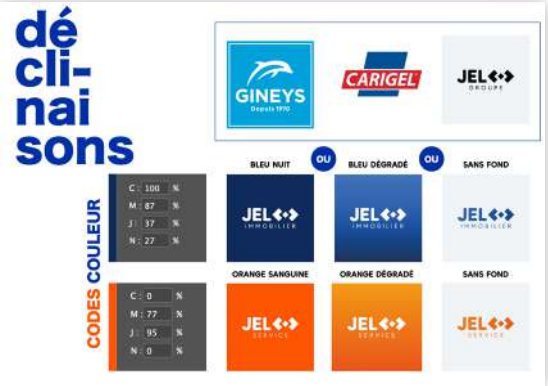 dé
cli-
nai
sons
GINEYS
Depuis 1970
CARIGEL
JEL
GROUPE
BLEU NUIT
OU
BLEU DÉGRADÉ
OU
SANS FOND
CODES COULEUR
C : 100 %
M : 87 %
J : 37 %
N : 27 %
JEL
IMMOBILIER
JEL
IMMOBILIER
JEL
IMMOBILIER
ORANGE SANGUINE
ORANGE DÉGRADÉ
SANS FOND
C : 0 %
M : 77 %
J : 95 %
N : 0 %
JEL
SERVICE
JEL
SERVICE
JEL
SERVICE